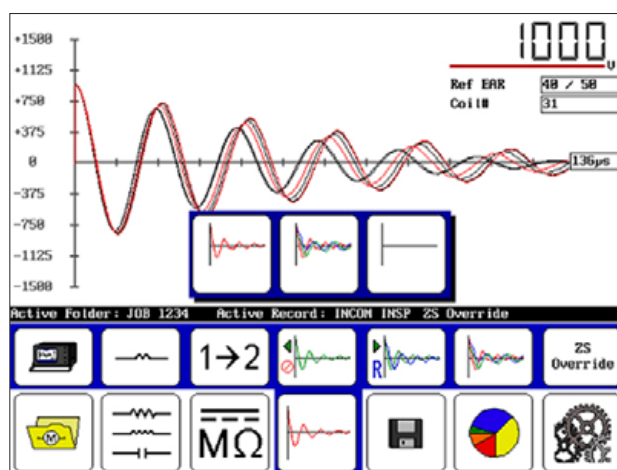 1000
V
+1500
+1125
+750
+375
0
-375
-750
-1125
-1500
Ref EAR 40 / 50
Coil# 31
136µs
Active Folder: JOB 1234 Active Record: INCOM INSP ZS Override
1→2
R
ZS
Override
M
MΩ